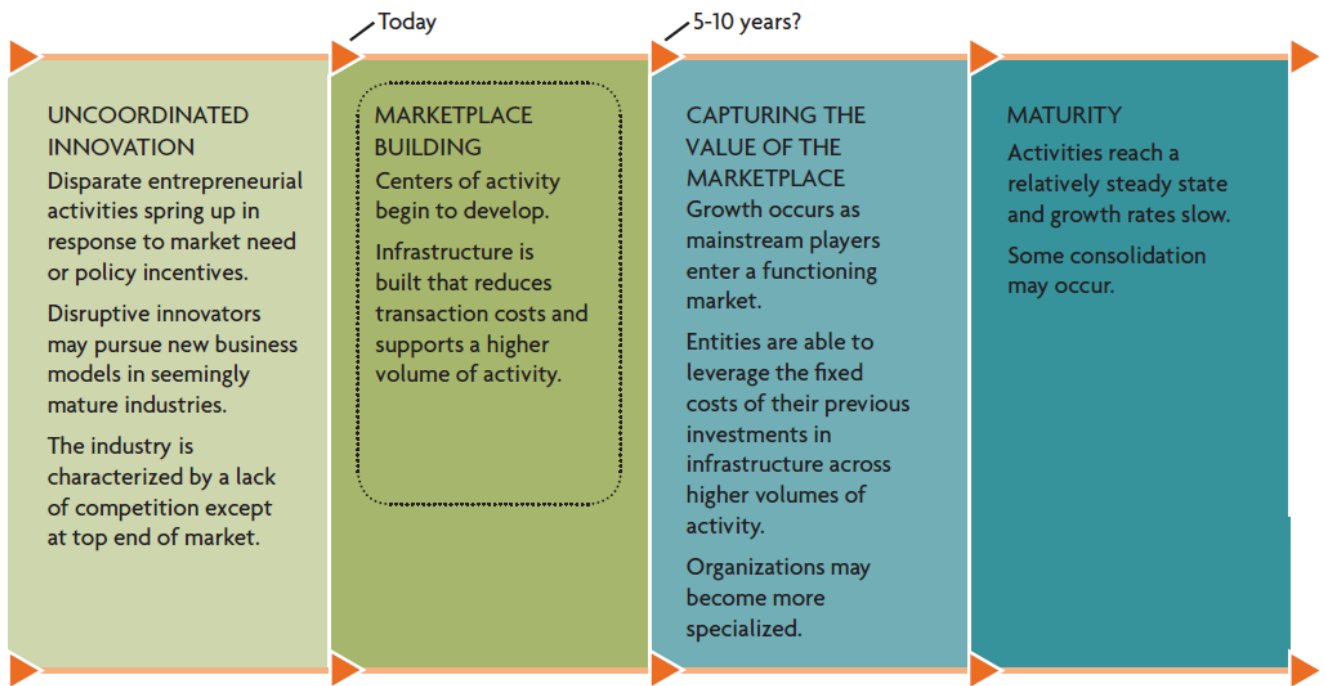 Today
5-10 years?
UNCOORDINATED
INNOVATION
Disparate entrepreneurial
activities spring up in
response to market need
or policy incentives.
Disruptive innovators
may pursue new business
models in seemingly
mature industries.
The industry is
characterized by a lack
of competition except
at top end of market.
MARKETPLACE
BUILDING
Centers of activity
begin to develop.
Infrastructure is
built that reduces
transaction costs and
supports a higher
volume of activity.
CAPTURING THE
VALUE OF THE
MARKETPLACE
Growth occurs as
mainstream players
enter a functioning
market.
Entities are able to
leverage the fixed
costs of their previous
investments in
infrastructure across
higher volumes of
activity.
Organizations may
become more
specialized.
MATURITY
Activities reach a
relatively steady state
and growth rates slow.
Some consolidation
may occur.